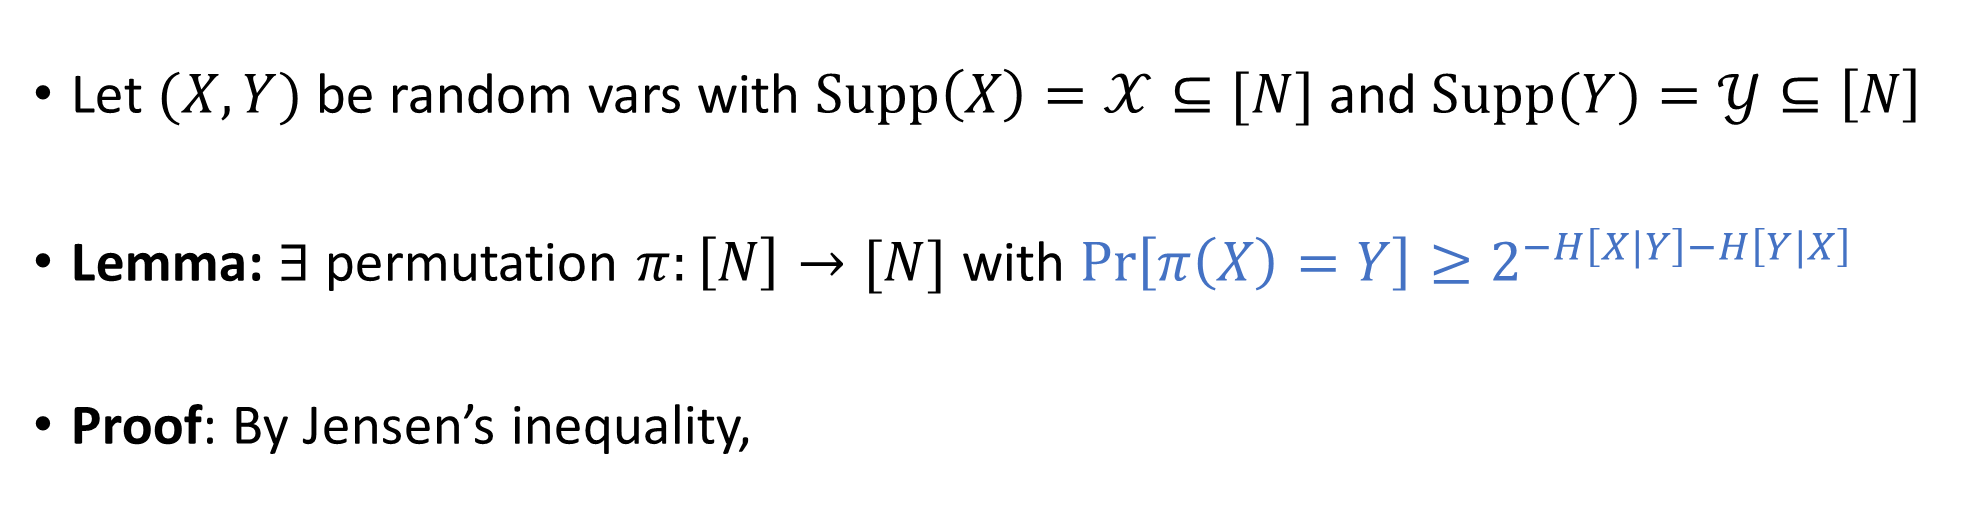 • Let (X, Y) be random vars with Supp(X) = 𝒳 ⊆ [N] and Supp(Y) = 𝒴 ⊆ [N]
• Lemma: ∃ permutation π: [N] → [N] with Pr[π(X) = Y] ≥ 2^{−H[X|Y]−H[Y|X]}
• Proof: By Jensen’s inequality,